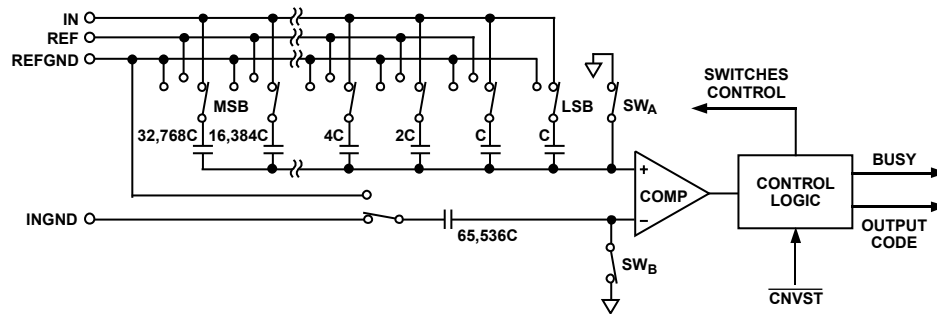 IN
REF
REFGND
MSB
LSB
SWA
SWITCHES
CONTROL
32,768C
16,384C
4C
2C
C
C
BUSY
COMP
CONTROL
LOGIC
OUTPUT
CODE
INGND
65,536C
SWB
CNVST
+
−